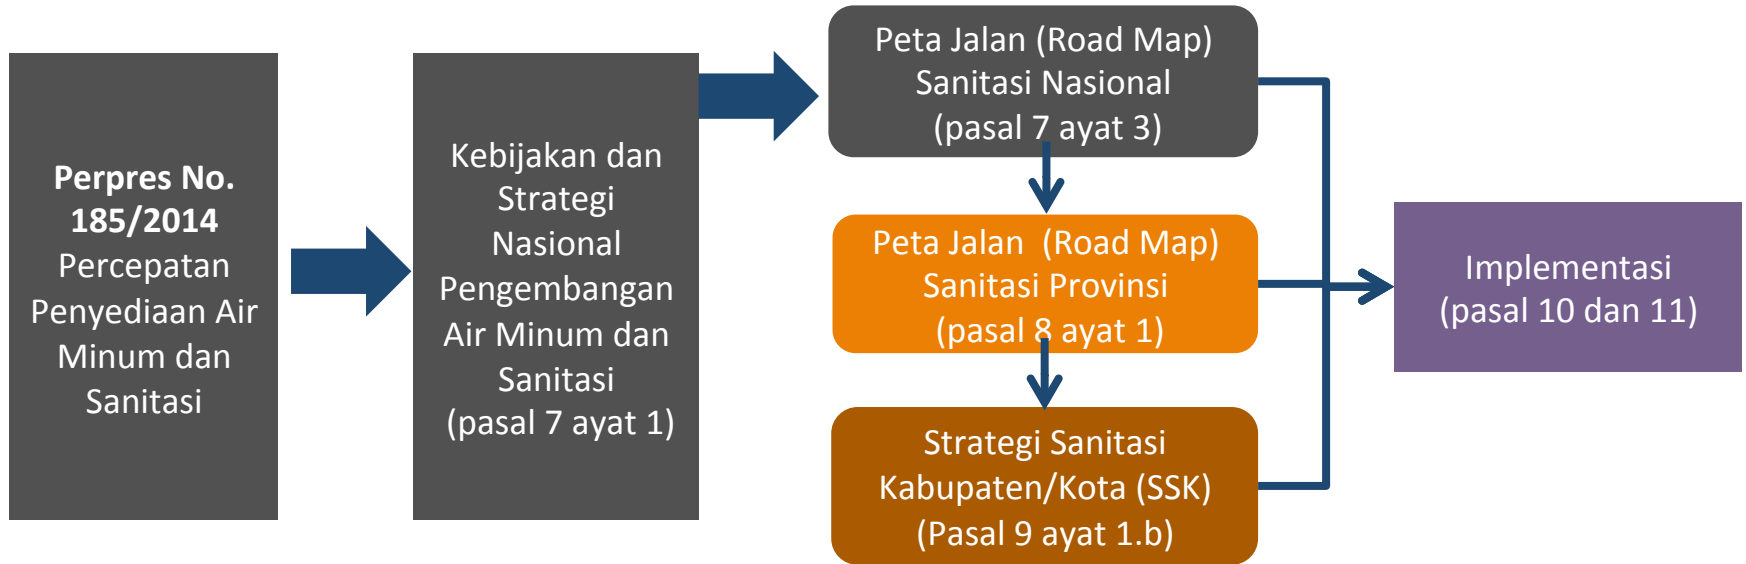 Perpres No.
185/2014
Percepatan
Penyediaan Air
Minum dan
Sanitasi
Kebijakan dan
Strategi
Nasional
Pengembangan
Air Minum dan
Sanitasi
(pasal 7 ayat 1)
Peta Jalan (Road Map)
Sanitasi Nasional
(pasal 7 ayat 3)
Peta Jalan (Road Map)
Sanitasi Provinsi
(pasal 8 ayat 1)
Strategi Sanitasi
Kabupaten/Kota (SSK)
(Pasal 9 ayat 1.b)
Implementasi
(pasal 10 dan 11)